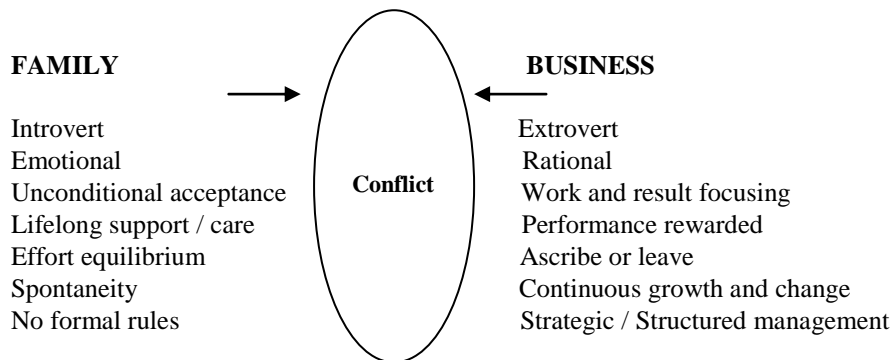 FAMILY
Introvert
Emotional
Unconditional acceptance
Lifelong support / care
Effort equilibrium
Spontaneity
No formal rules
Conflict
BUSINESS
Extrovert
Rational
Work and result focusing
Performance rewarded
Ascribe or leave
Continuous growth and change
Strategic / Structured management